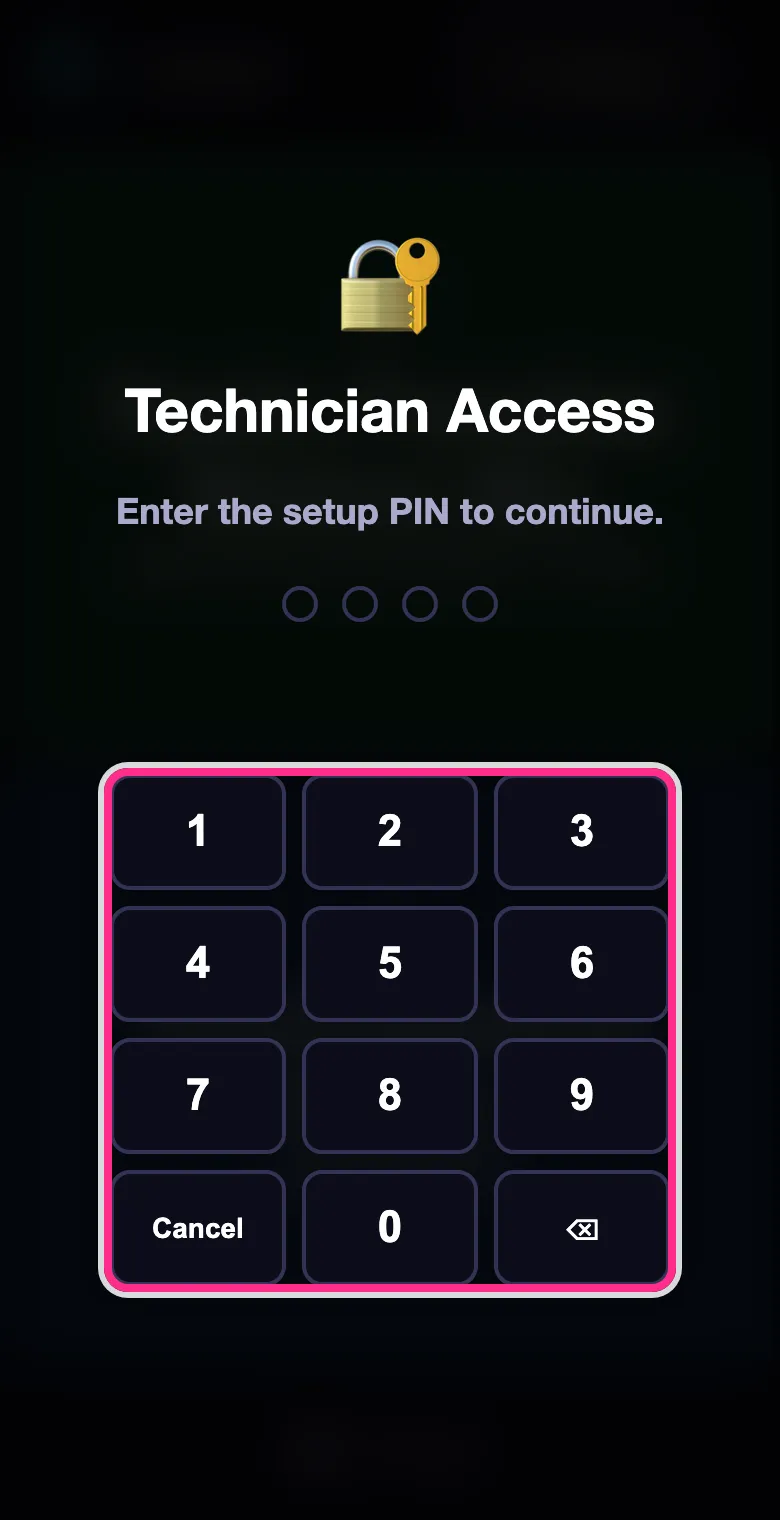 Technician Access
Enter the setup PIN to continue.
1 2 3
4 5 6
7 8 9
Cancel 0 ⌫